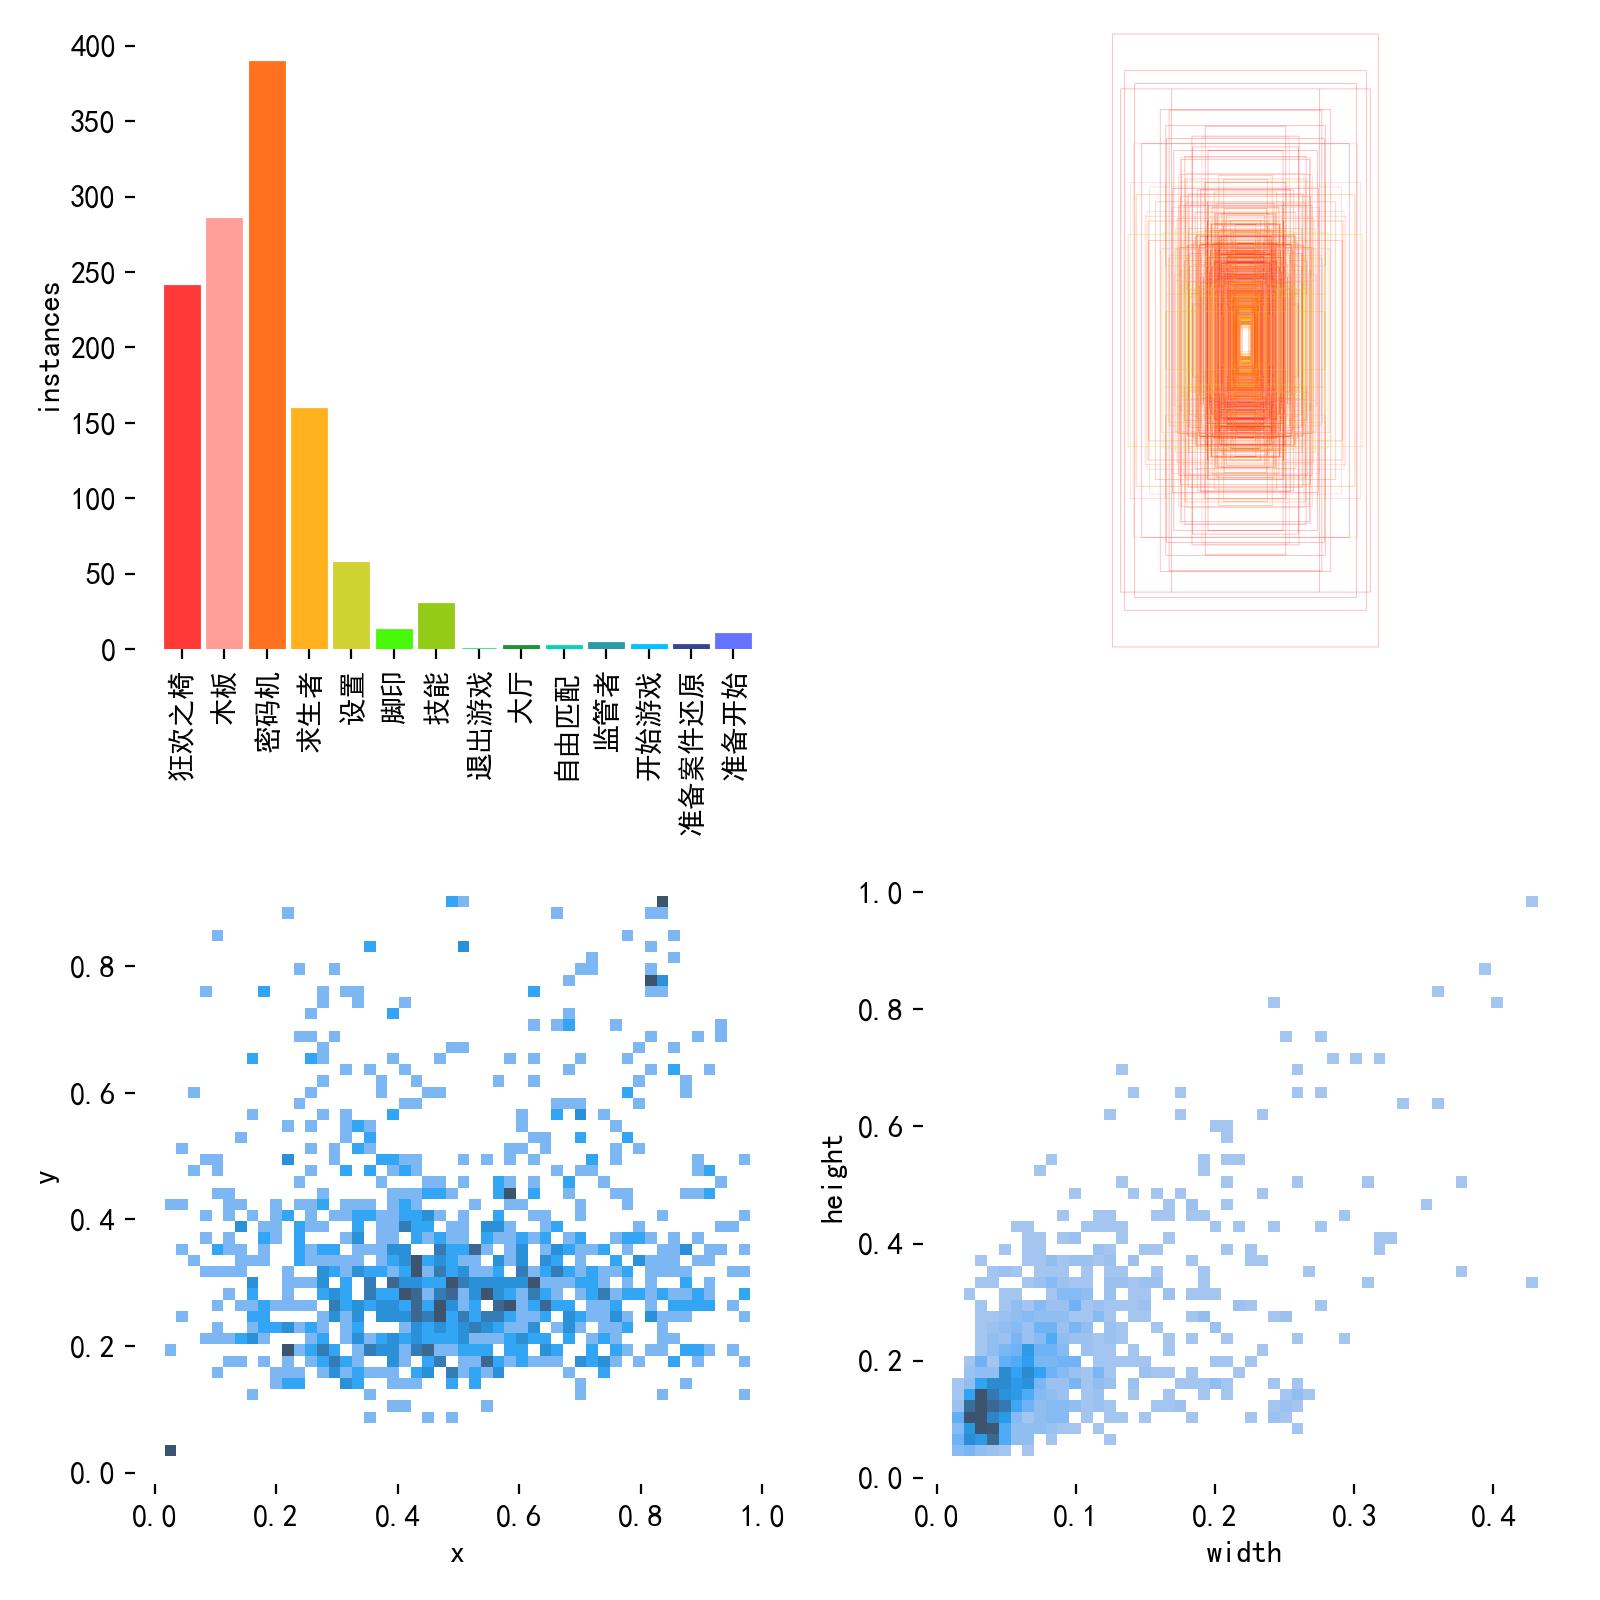 400
350
300
250
200
150
100
50
0
instances
狂欢之椅
木板
密码机
求生者
设置
脚印
技能
退出游戏
大厅
自由匹配
监管者
开始游戏
准备案件还原
准备开始
0.8
0.6
0.4
0.2
0.0
y
0.0 0.2 0.4 0.6 0.8 1.0
x
1.0
0.8
0.6
0.4
0.2
0.0
height
0.0 0.1 0.2 0.3 0.4
width